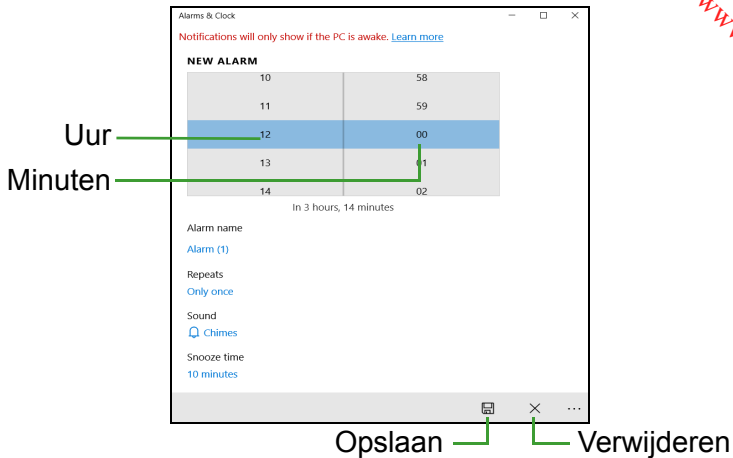 Alarms & Clock
Notifications will only show if the PC is awake. Learn more
NEW ALARM
10 58
11 59
Uur 12 00
Minuten 13 01
14 02
In 3 hours, 14 minutes
Alarm name
Alarm (1)
Repeats
Only once
Sound
Chimes
Snooze time
10 minutes
Opslaan Verwijderen